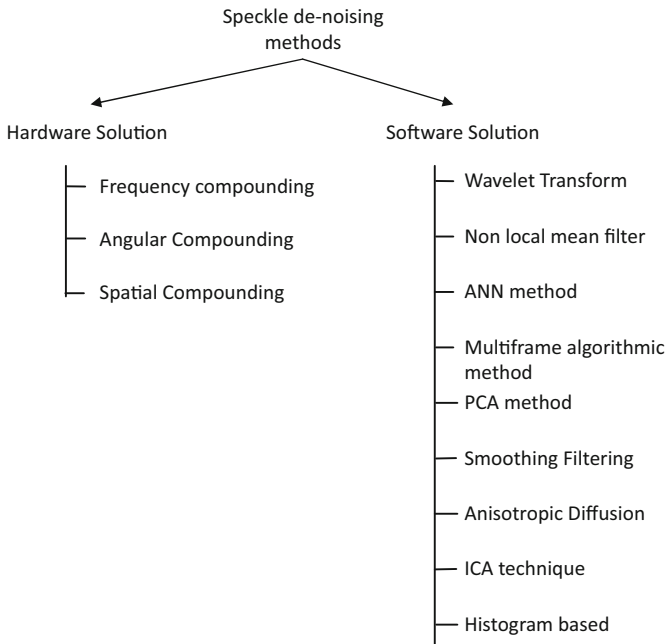 Speckle de-noising
methods
Hardware Solution
Frequency compounding
Angular Compounding
Spatial Compounding
Software Solution
Wavelet Transform
Non local mean filter
ANN method
Multiframe algorithmic
method
PCA method
Smoothing Filtering
Anisotropic Diffusion
ICA technique
Histogram based